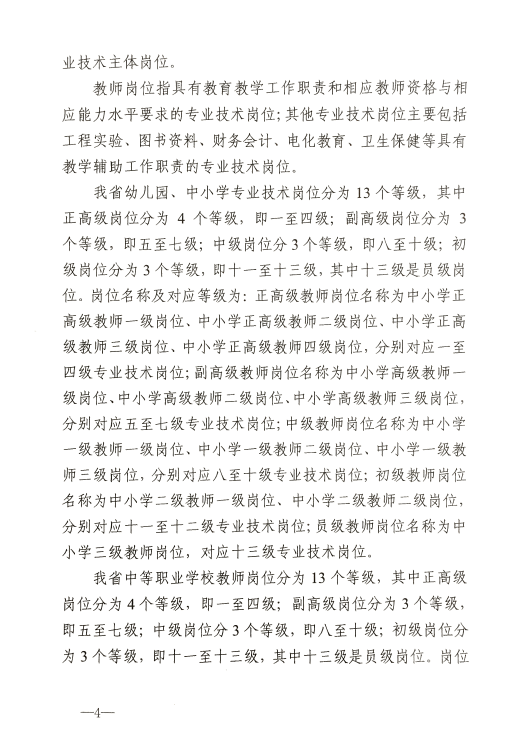 业技术主体岗位。
教师岗位指具有教育教学工作职责和相应教师资格与相
应能力水平要求的专业技术岗位；其他专业技术岗位主要包括
工程实验、图书资料、财务会计、电化教育、卫生保健等具有
教学辅助工作职责的专业技术岗位。
我省幼儿园、中小学专业技术岗位分为 13 个等级，其中
正高级岗位分为 4 个等级，即一至四级；副高级岗位分为 3
个等级，即五至七级；中级岗位分 3 个等级，即八至十级；初
级岗位分为 3 个等级，即十一至十三级，其中十三级是员级岗
位。岗位名称及对应等级为：正高级教师岗位名称为中小学正
高级教师一级岗位、中小学正高级教师二级岗位、中小学正高
级教师三级岗位、中小学正高级教师四级岗位，分别对应一至
四级专业技术岗位；副高级教师岗位名称为中小学高级教师一
级岗位、中小学高级教师二级岗位、中小学高级教师三级岗位，
分别对应五至七级专业技术岗位；中级教师岗位名称为中小学
一级教师一级岗位、中小学一级教师二级岗位、中小学一级教
师三级岗位，分别对应八至十级专业技术岗位；初级教师岗位
名称为中小学二级教师一级岗位、中小学二级教师二级岗位，
分别对应十一至十二级专业技术岗位；员级教师岗位名称为中
小学三级教师岗位，对应十三级专业技术岗位。
我省中等职业学校教师岗位分为 13 个等级，其中正高级
岗位分为 4 个等级，即一至四级；副高级岗位分为 3 个等级，
即五至七级；中级岗位分 3 个等级，即八至十级；初级岗位分
为 3 个等级，即十一至十三级，其中十三级是员级岗位。岗位
—4—